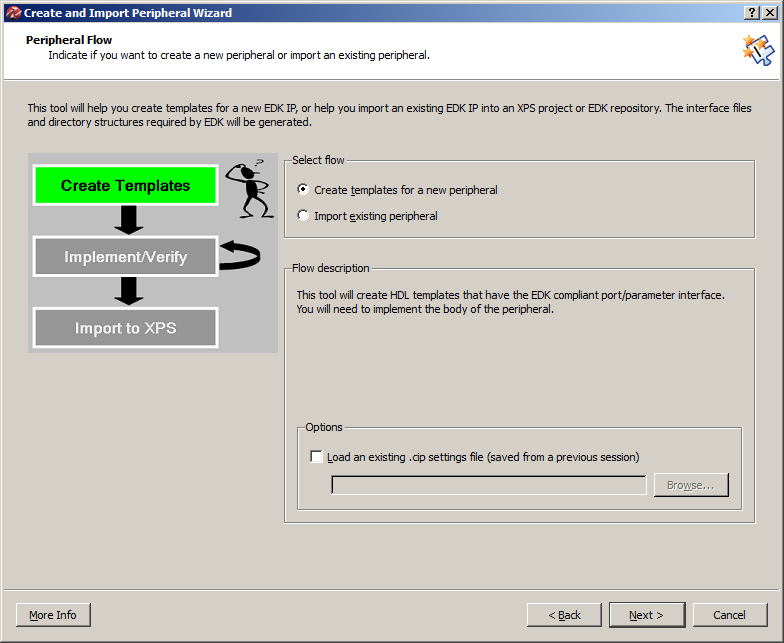 Create and Import Peripheral Wizard
Peripheral Flow
Indicate if you want to create a new peripheral or import an existing peripheral.
This tool will help you create templates for a new EDK IP, or help you import an existing EDK IP into an XPS project or EDK repository. The interface files
and directory structures required by EDK will be generated.
Create Templates
?
Implement/Verify
Import to XPS
Select flow
Create templates for a new peripheral
Import existing peripheral
Flow description
This tool will create HDL templates that have the EDK compliant port/parameter interface.
You will need to implement the body of the peripheral.
Options
Load an existing .cip settings file (saved from a previous session)
Browse...
More Info
< Back
Next >
Cancel